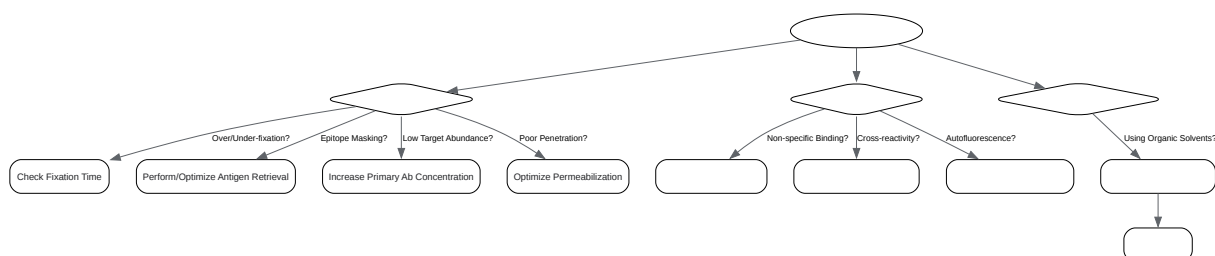 Over/Under-fixation?
Epitope Masking?
Low Target Abundance?
Poor Penetration?
Non-specific Binding?
Cross-reactivity?
Autofluorescence?
Using Organic Solvents?
Check Fixation Time
Perform/Optimize Antigen Retrieval
Increase Primary Ab Concentration
Optimize Permeabilization